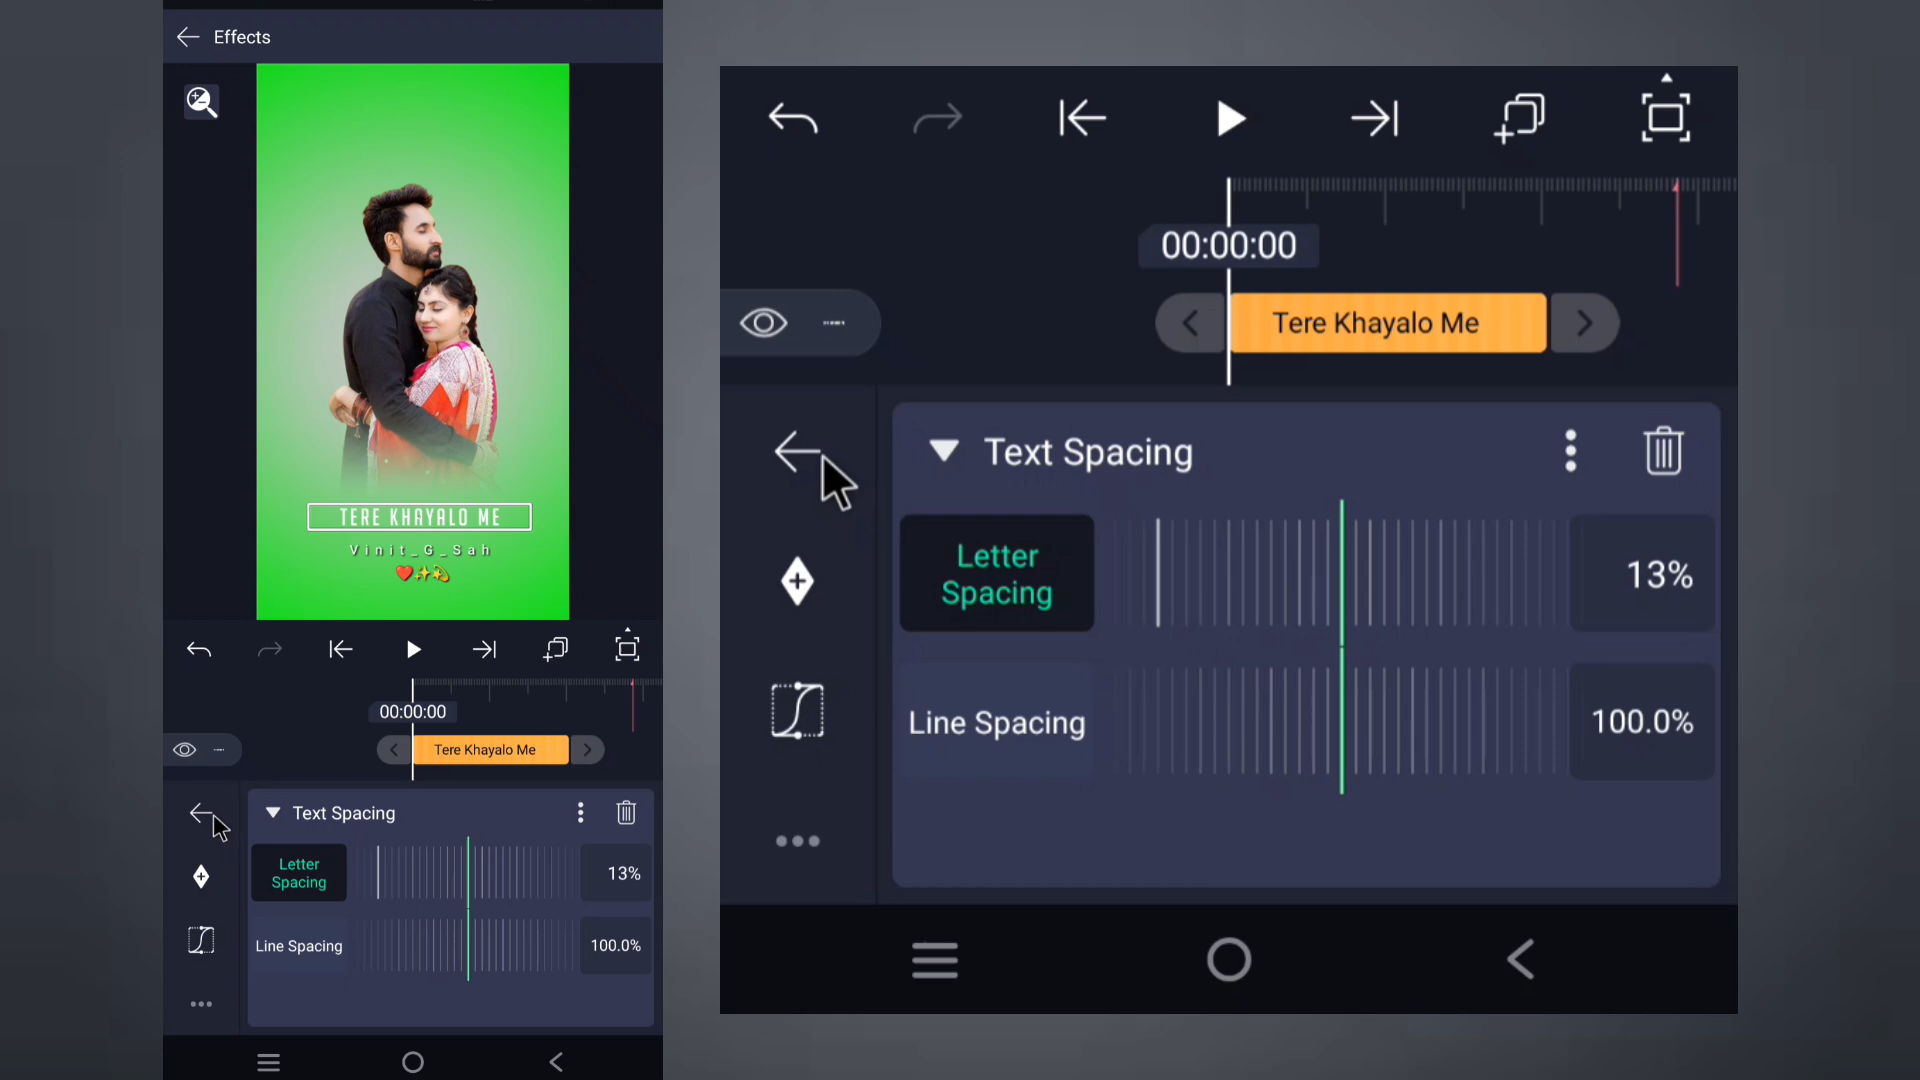 Effects
TERE KHAYALO ME
Vinit_G_Sah
❤️✨💫
00:00:00
Tere Khayalo Me
Text Spacing
Letter
Spacing
13%
Line Spacing
100.0%
00:00:00
Tere Khayalo Me
Text Spacing
Letter
Spacing
13%
Line Spacing
100.0%